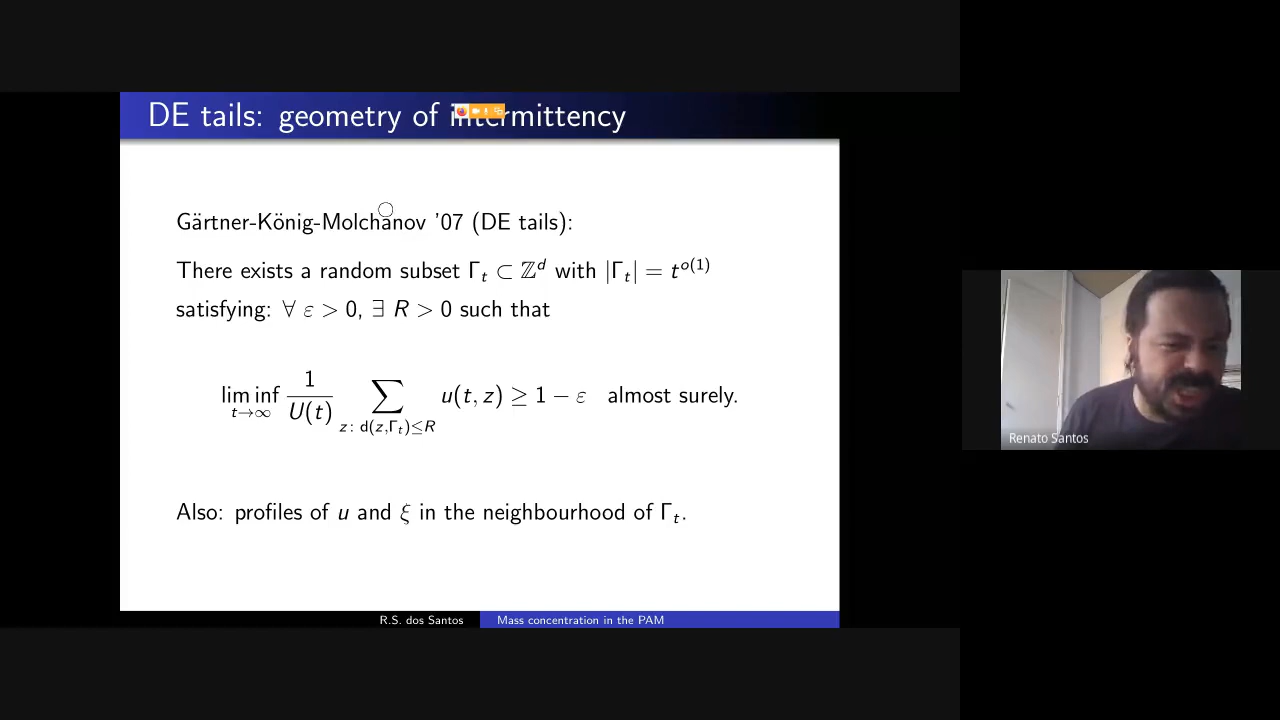 DE tails: geometry of intermittency
Gärtner-König-Molchanov '07 (DE tails):
There exists a random subset Γ_t ⊂ ℤ^d with |Γ_t| = t^{o(1)}
satisfying: ∀ ε > 0, ∃ R > 0 such that
lim inf_{t→∞} 1/U(t) ∑_{z: d(z,Γ_t)≤R} u(t, z) ≥ 1 − ε almost surely.
Also: profiles of u and ξ in the neighbourhood of Γ_t.
R.S. dos Santos Mass concentration in the PAM
Renato Santos